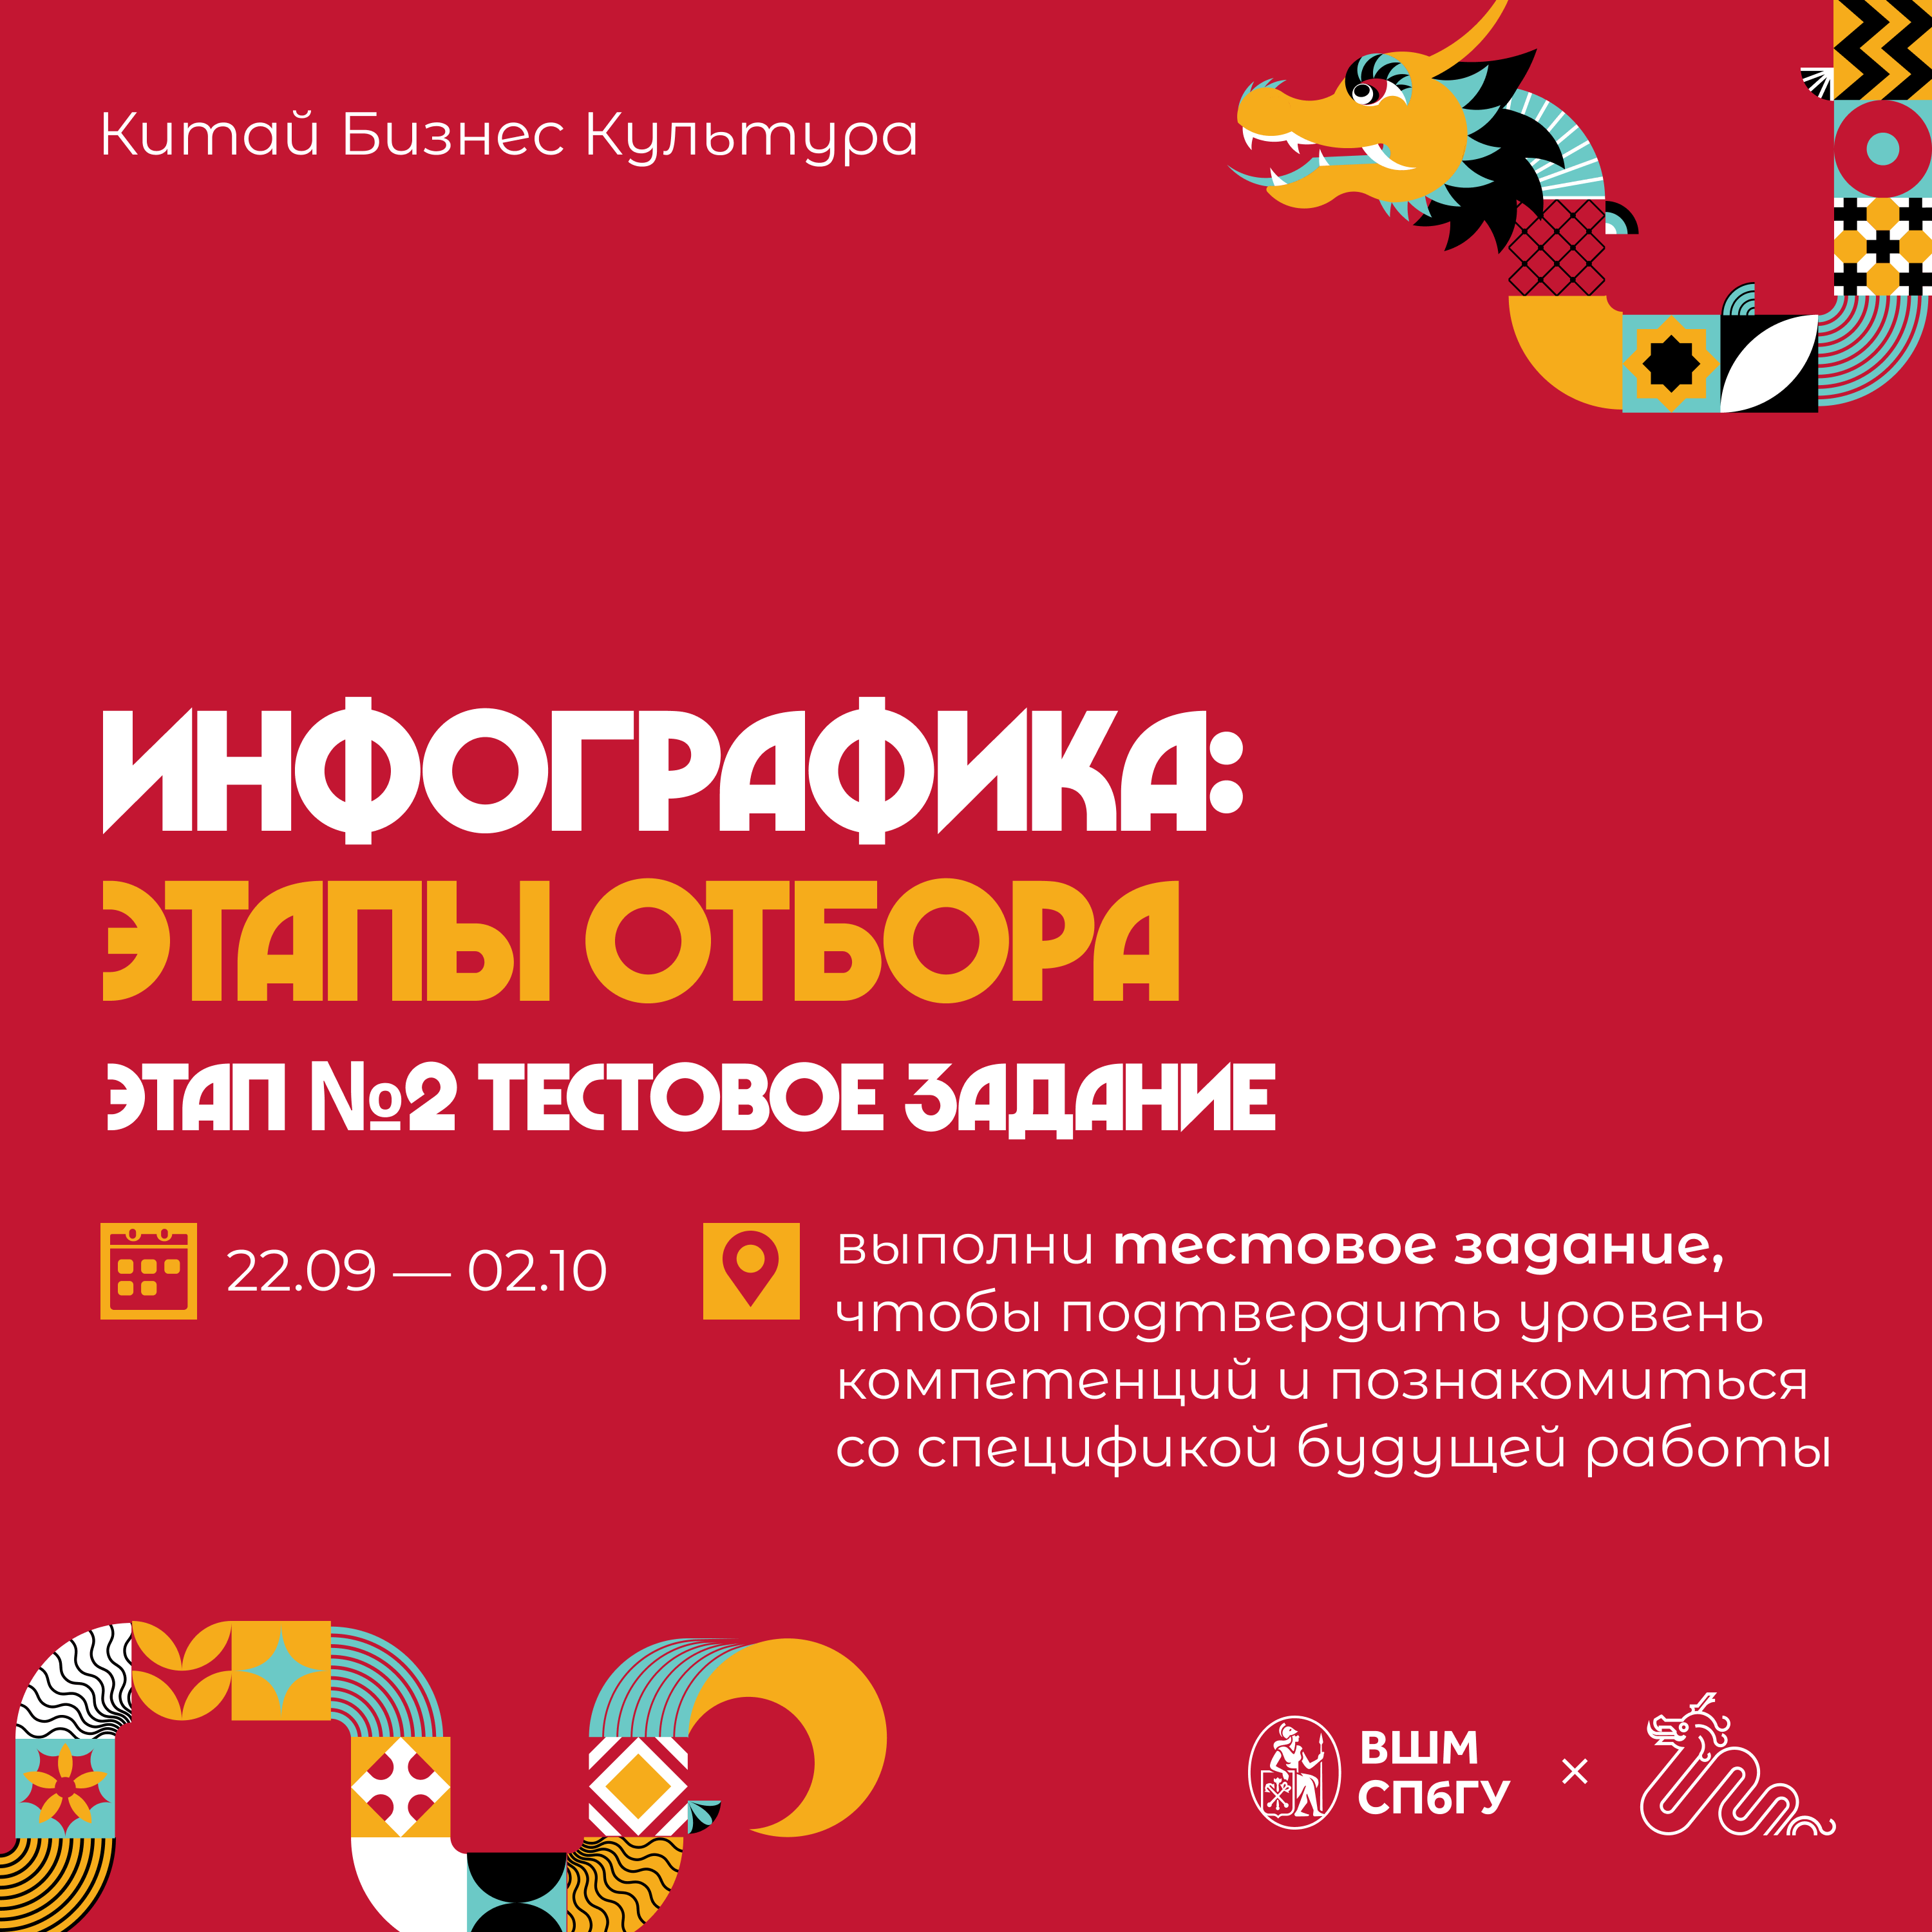 Китай Бизнес Культура
ИНФОГРАФИКА:
ЭТАПЫ ОТБОРА
ЭТАП №2 ТЕСТОВОЕ ЗАДАНИЕ
22.09 — 02.10
выполни тестовое задание,
чтобы подтвердить уровень
компетенций и познакомиться
со спецификой будущей работы
ВШМ
СПбГУ
×